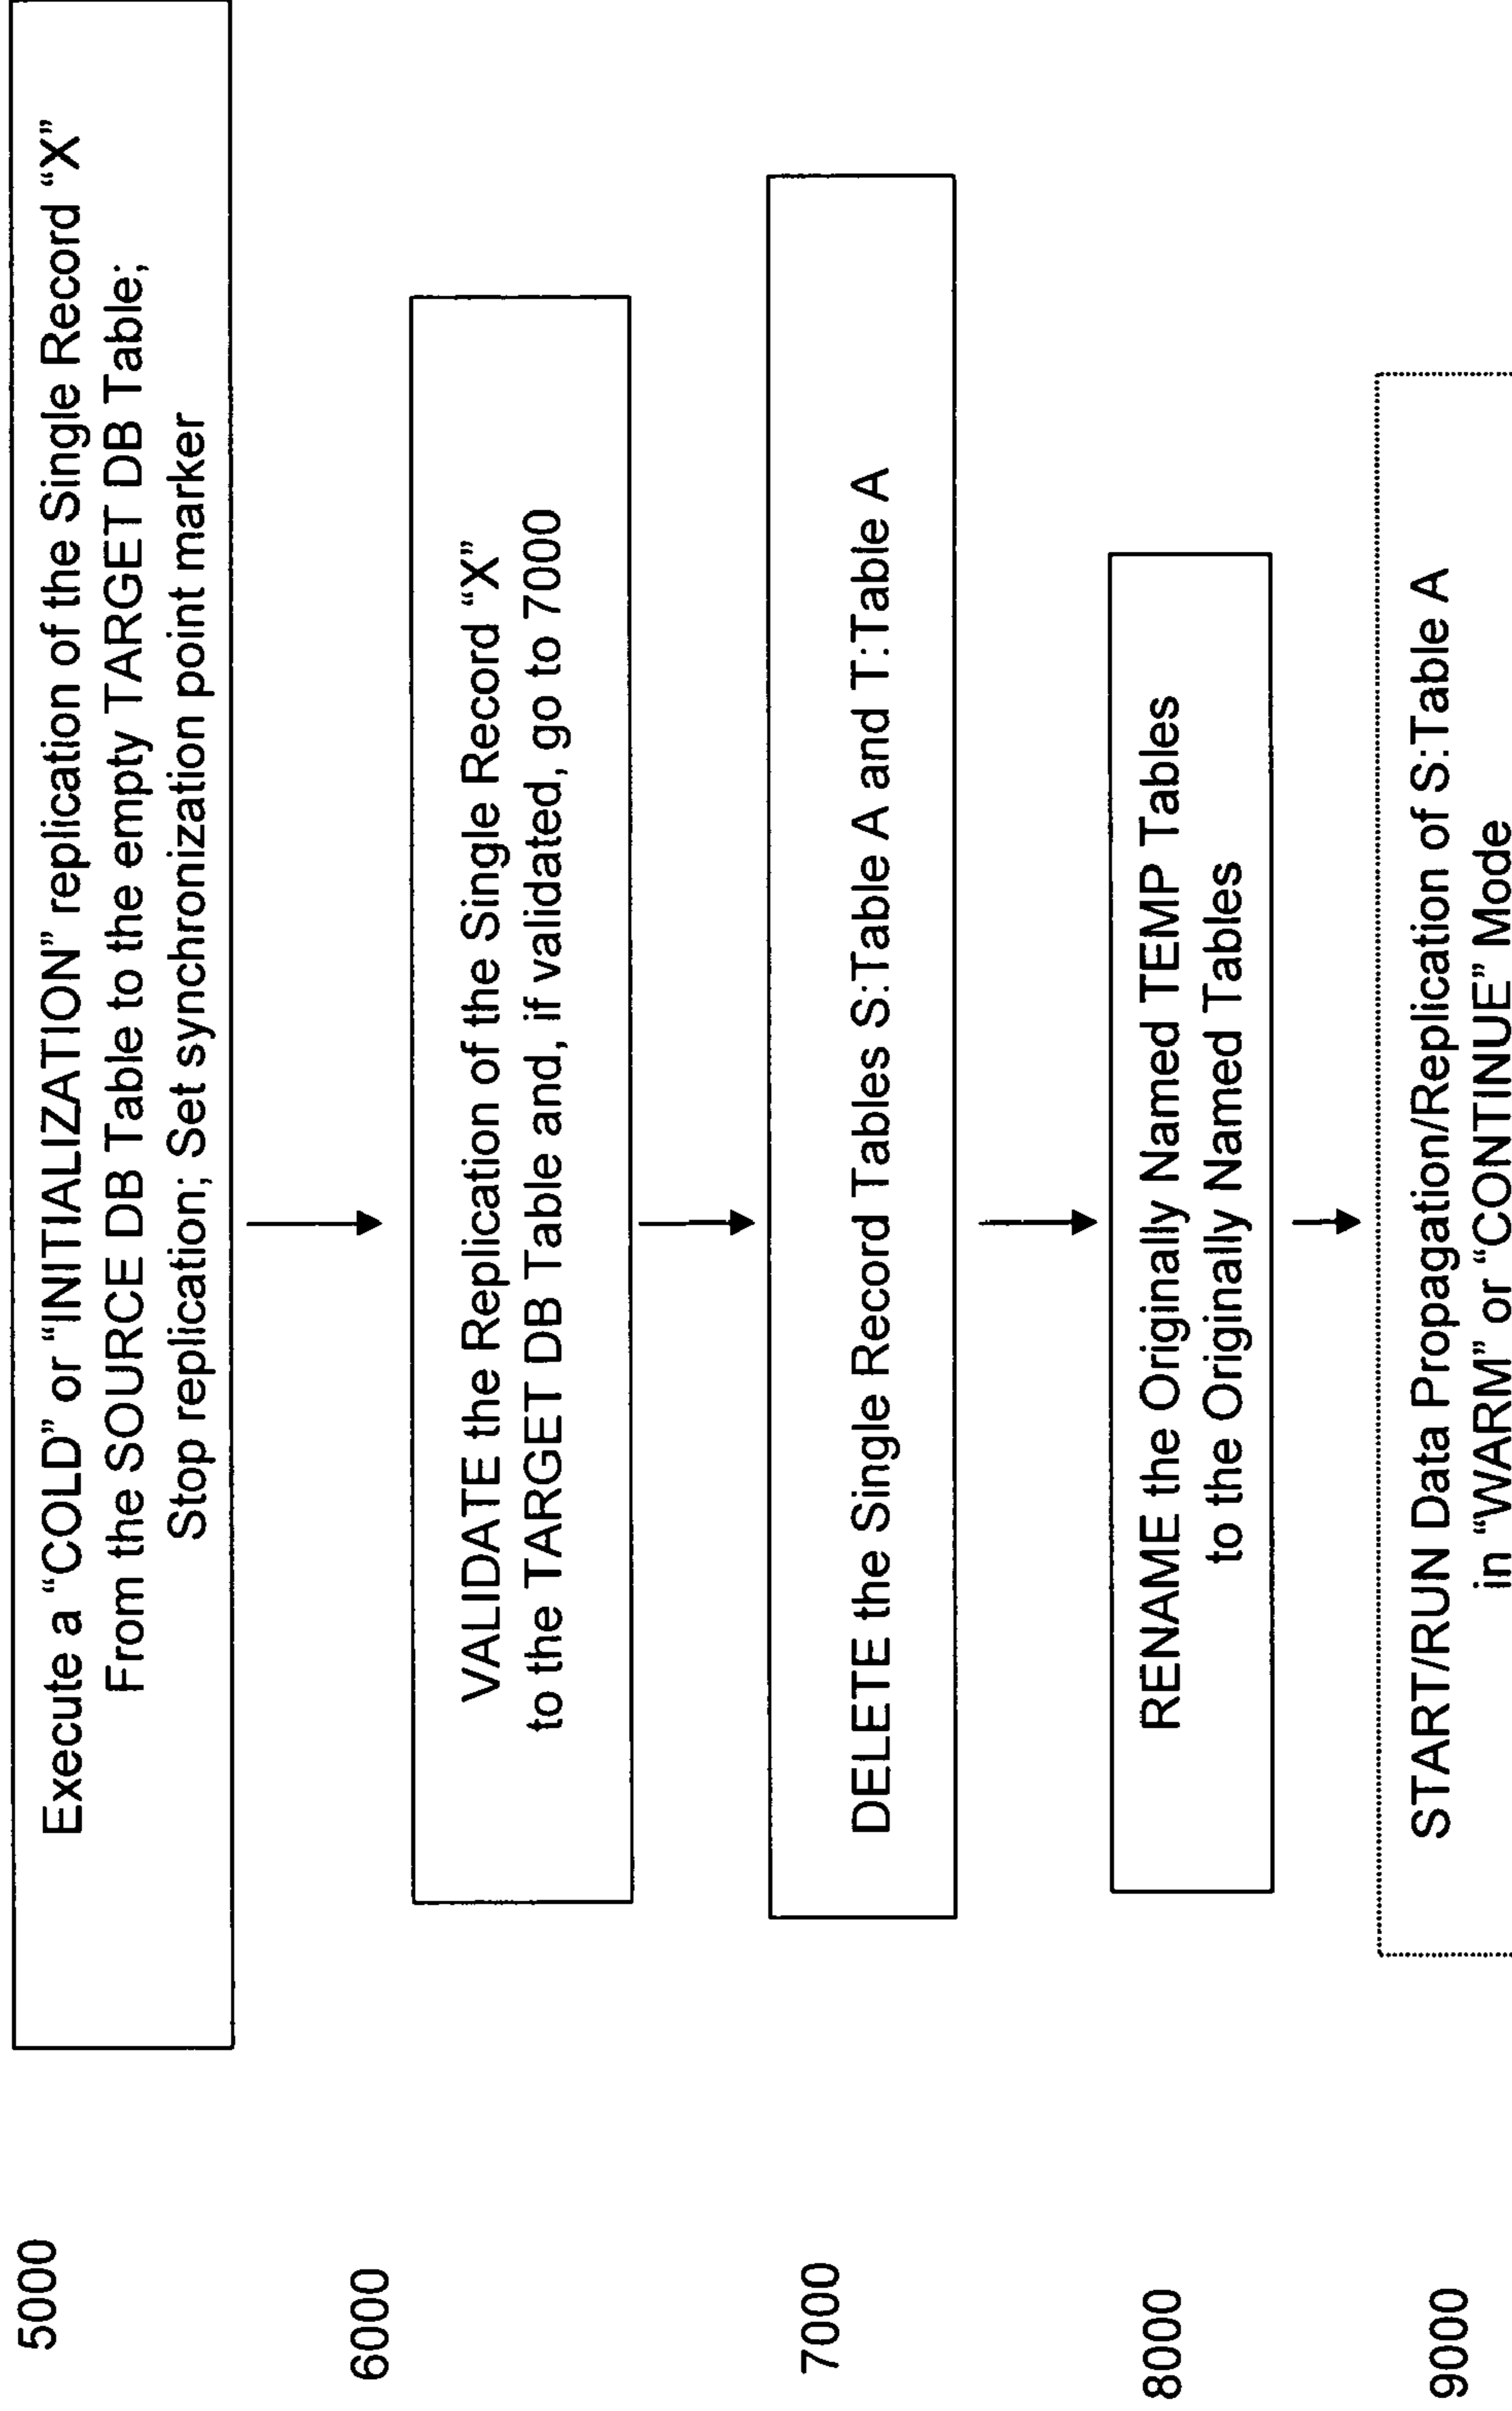 5000
Execute a “COLD” or “INITIALIZATION” replication of the Single Record “X”
From the SOURCE DB Table to the empty TARGET DB Table;
Stop replication; Set synchronization point marker
6000
VALIDATE the Replication of the Single Record “X”
to the TARGET DB Table and, if validated, go to 7000
7000
DELETE the Single Record Tables S:Table A and T:Table A
8000
RENAME the Originally Named TEMP Tables
to the Originally Named Tables
9000
START/RUN Data Propagation/Replication of S:Table A
in “WARM” or “CONTINUE” Mode